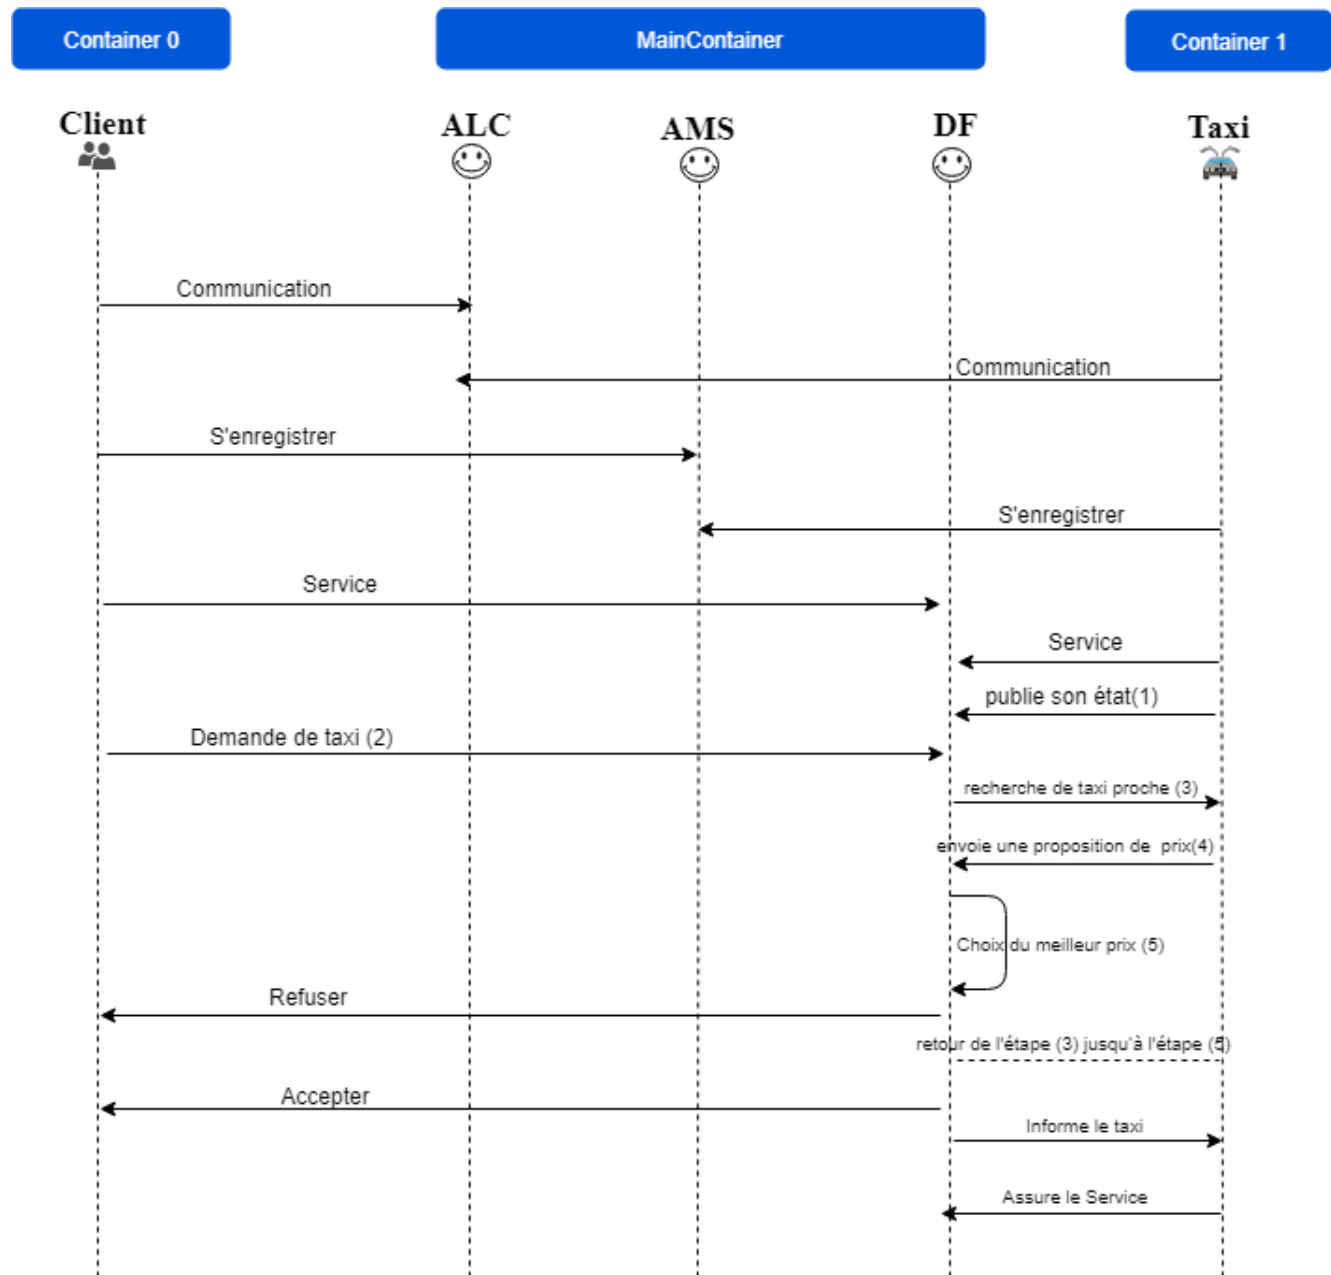 Container 0
MainContainer
Container 1
Client
ALC
AMS
DF
Taxi
Communication
Communication
S'enregistrer
S'enregistrer
Service
Service
publie son état(1)
Demande de taxi (2)
recherche de taxi proche (3)
envoie une proposition de prix(4)
Choix du meilleur prix (5)
Refuser
retour de l'étape (3) jusqu'à l'étape (5)
Accepter
Informe le taxi
Assure le Service